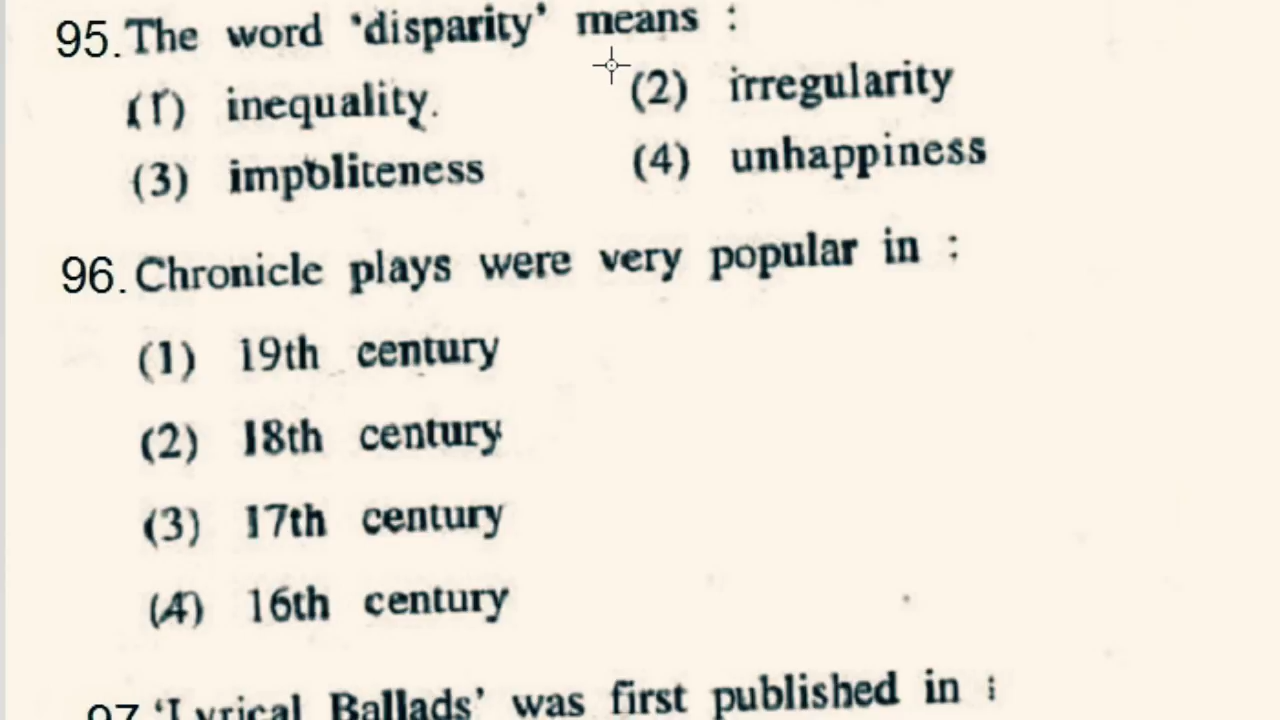 95. The word 'disparity' means :
(1) inequality. (2) irregularity
(3) impoliteness (4) unhappiness
96. Chronicle plays were very popular in :
(1) 19th century
(2) 18th century
(3) 17th century
(4) 16th century
97 'Lyrical Ballads' was first published in :